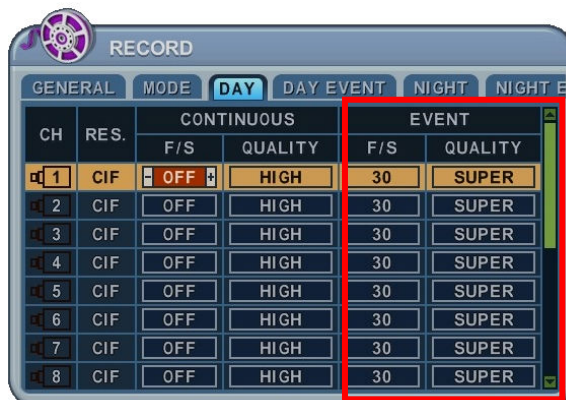 RECORD
GENERAL MODE DAY DAY EVENT NIGHT NIGHT E
CH RES. CONTINUOUS EVENT
F/S QUALITY F/S QUALITY
1 CIF - OFF + HIGH 30 SUPER
2 CIF OFF HIGH 30 SUPER
3 CIF OFF HIGH 30 SUPER
4 CIF OFF HIGH 30 SUPER
5 CIF OFF HIGH 30 SUPER
6 CIF OFF HIGH 30 SUPER
7 CIF OFF HIGH 30 SUPER
8 CIF OFF HIGH 30 SUPER